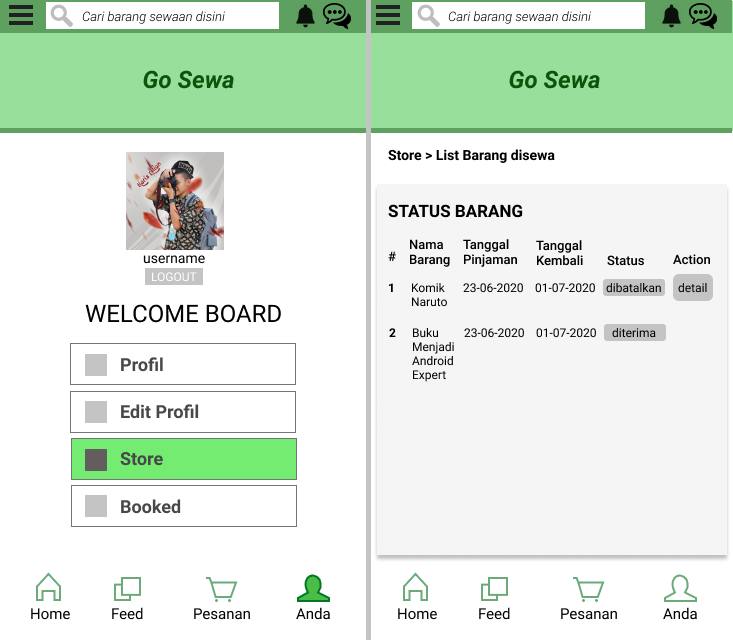 Cari barang sewaan disini
Go Sewa
username
LOGOUT
WELCOME BOARD
Profil
Edit Profil
Store
Booked
Home Feed Pesanan Anda
Cari barang sewaan disini
Go Sewa
Store > List Barang disewa
STATUS BARANG
# Nama Barang Tanggal Pinjaman Tanggal Kembali Status Action
1 Komik Naruto 23-06-2020 01-07-2020 dibatalkan detail
2 Buku Menjadi Android Expert 23-06-2020 01-07-2020 diterima
Home Feed Pesanan Anda